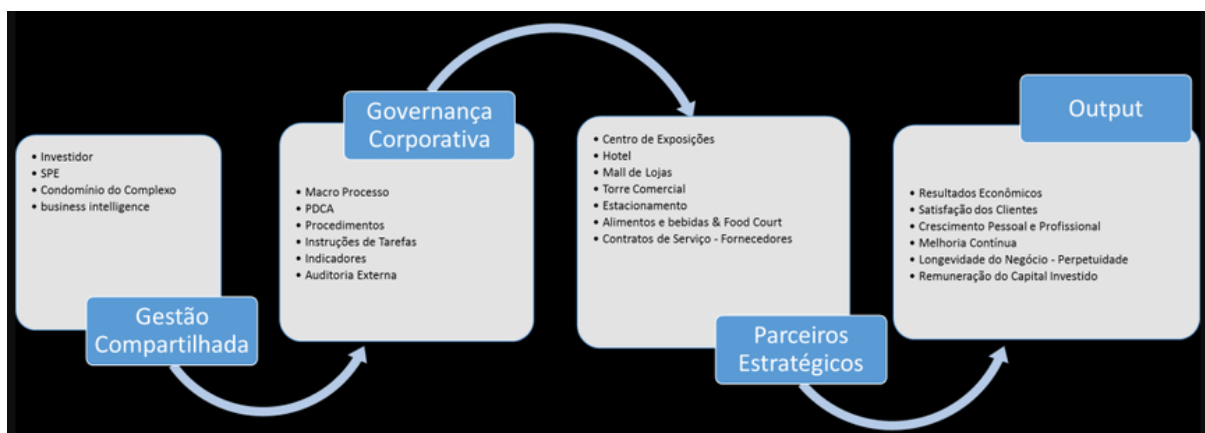 • Investidor
• SPE
• Condomínio do Complexo
• business intelligence
Gestão
Compartilhada
Governança
Corporativa
• Macro Processo
• PDCA
• Procedimentos
• Instruções de Tarefas
• Indicadores
• Auditoria Externa
• Centro de Exposições
• Hotel
• Mall de Lojas
• Torre Comercial
• Estacionamento
• Alimentos e bebidas & Food Court
• Contratos de Serviço - Fornecedores
Parceiros
Estratégicos
Output
• Resultados Econômicos
• Satisfação dos Clientes
• Crescimento Pessoal e Profissional
• Melhoria Contínua
• Longevidade do Negócio - Perpetuidade
• Remuneração do Capital Investido